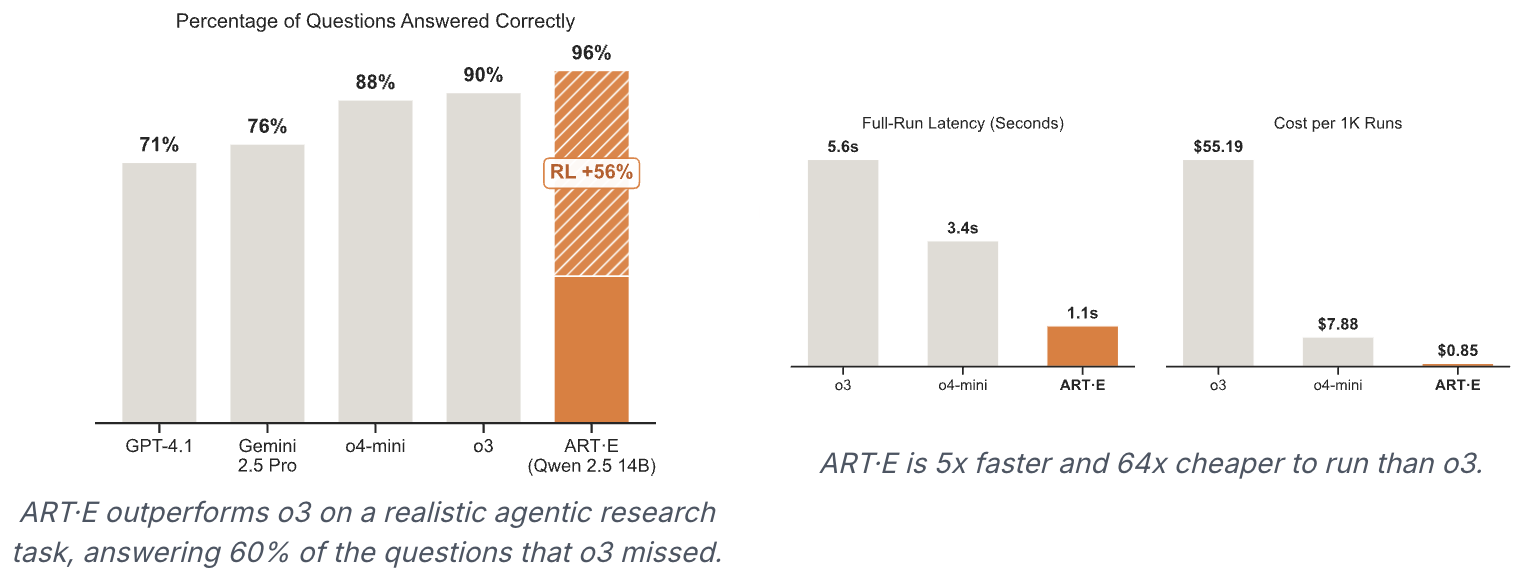 Percentage of Questions Answered Correctly
71%
76%
88%
90%
96%
RL +56%
GPT-4.1
Gemini
2.5 Pro
o4-mini
o3
ART·E
(Qwen 2.5 14B)
ART·E outperforms o3 on a realistic agentic research
task, answering 60% of the questions that o3 missed.
Full-Run Latency (Seconds)
5.6s
3.4s
1.1s
o3
o4-mini
ART·E
Cost per 1K Runs
$55.19
$7.88
$0.85
o3
o4-mini
ART·E
ART·E is 5x faster and 64x cheaper to run than o3.